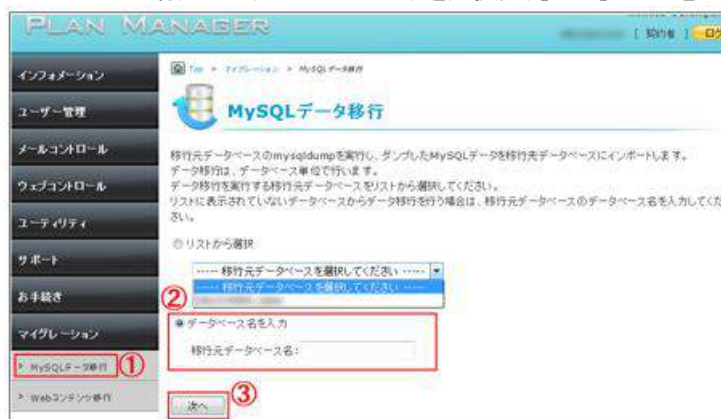 PLAN MANAGER
[ 契約者 ]
インフォメーション
ユーザー管理
メールコントロール
ウェブコントロール
ユーティリティ
サポート
お手続き
マイグレーション
> MySQLデータ移行 ①
> Webコンテンツ移行
Top > マイグレーション > MySQLデータ移行
MySQLデータ移行
移行元データベースのmysqldumpを実行し、ダンプしたMySQLデータを移行先データベースにインポートします。
データ移行は、データベース単位で行います。
データ移行を実行する移行元データベースをリストから選択してください。
リストに表示されていないデータベースからデータ移行を行う場合は、移行元データベースのデータベース名を入力してくだ
さい。
リストから選択
----- 移行元データベースを選択してください -----
----- 移行元データベースを選択してください -----
②
データベース名を入力
移行元データベース名:
次へ ③